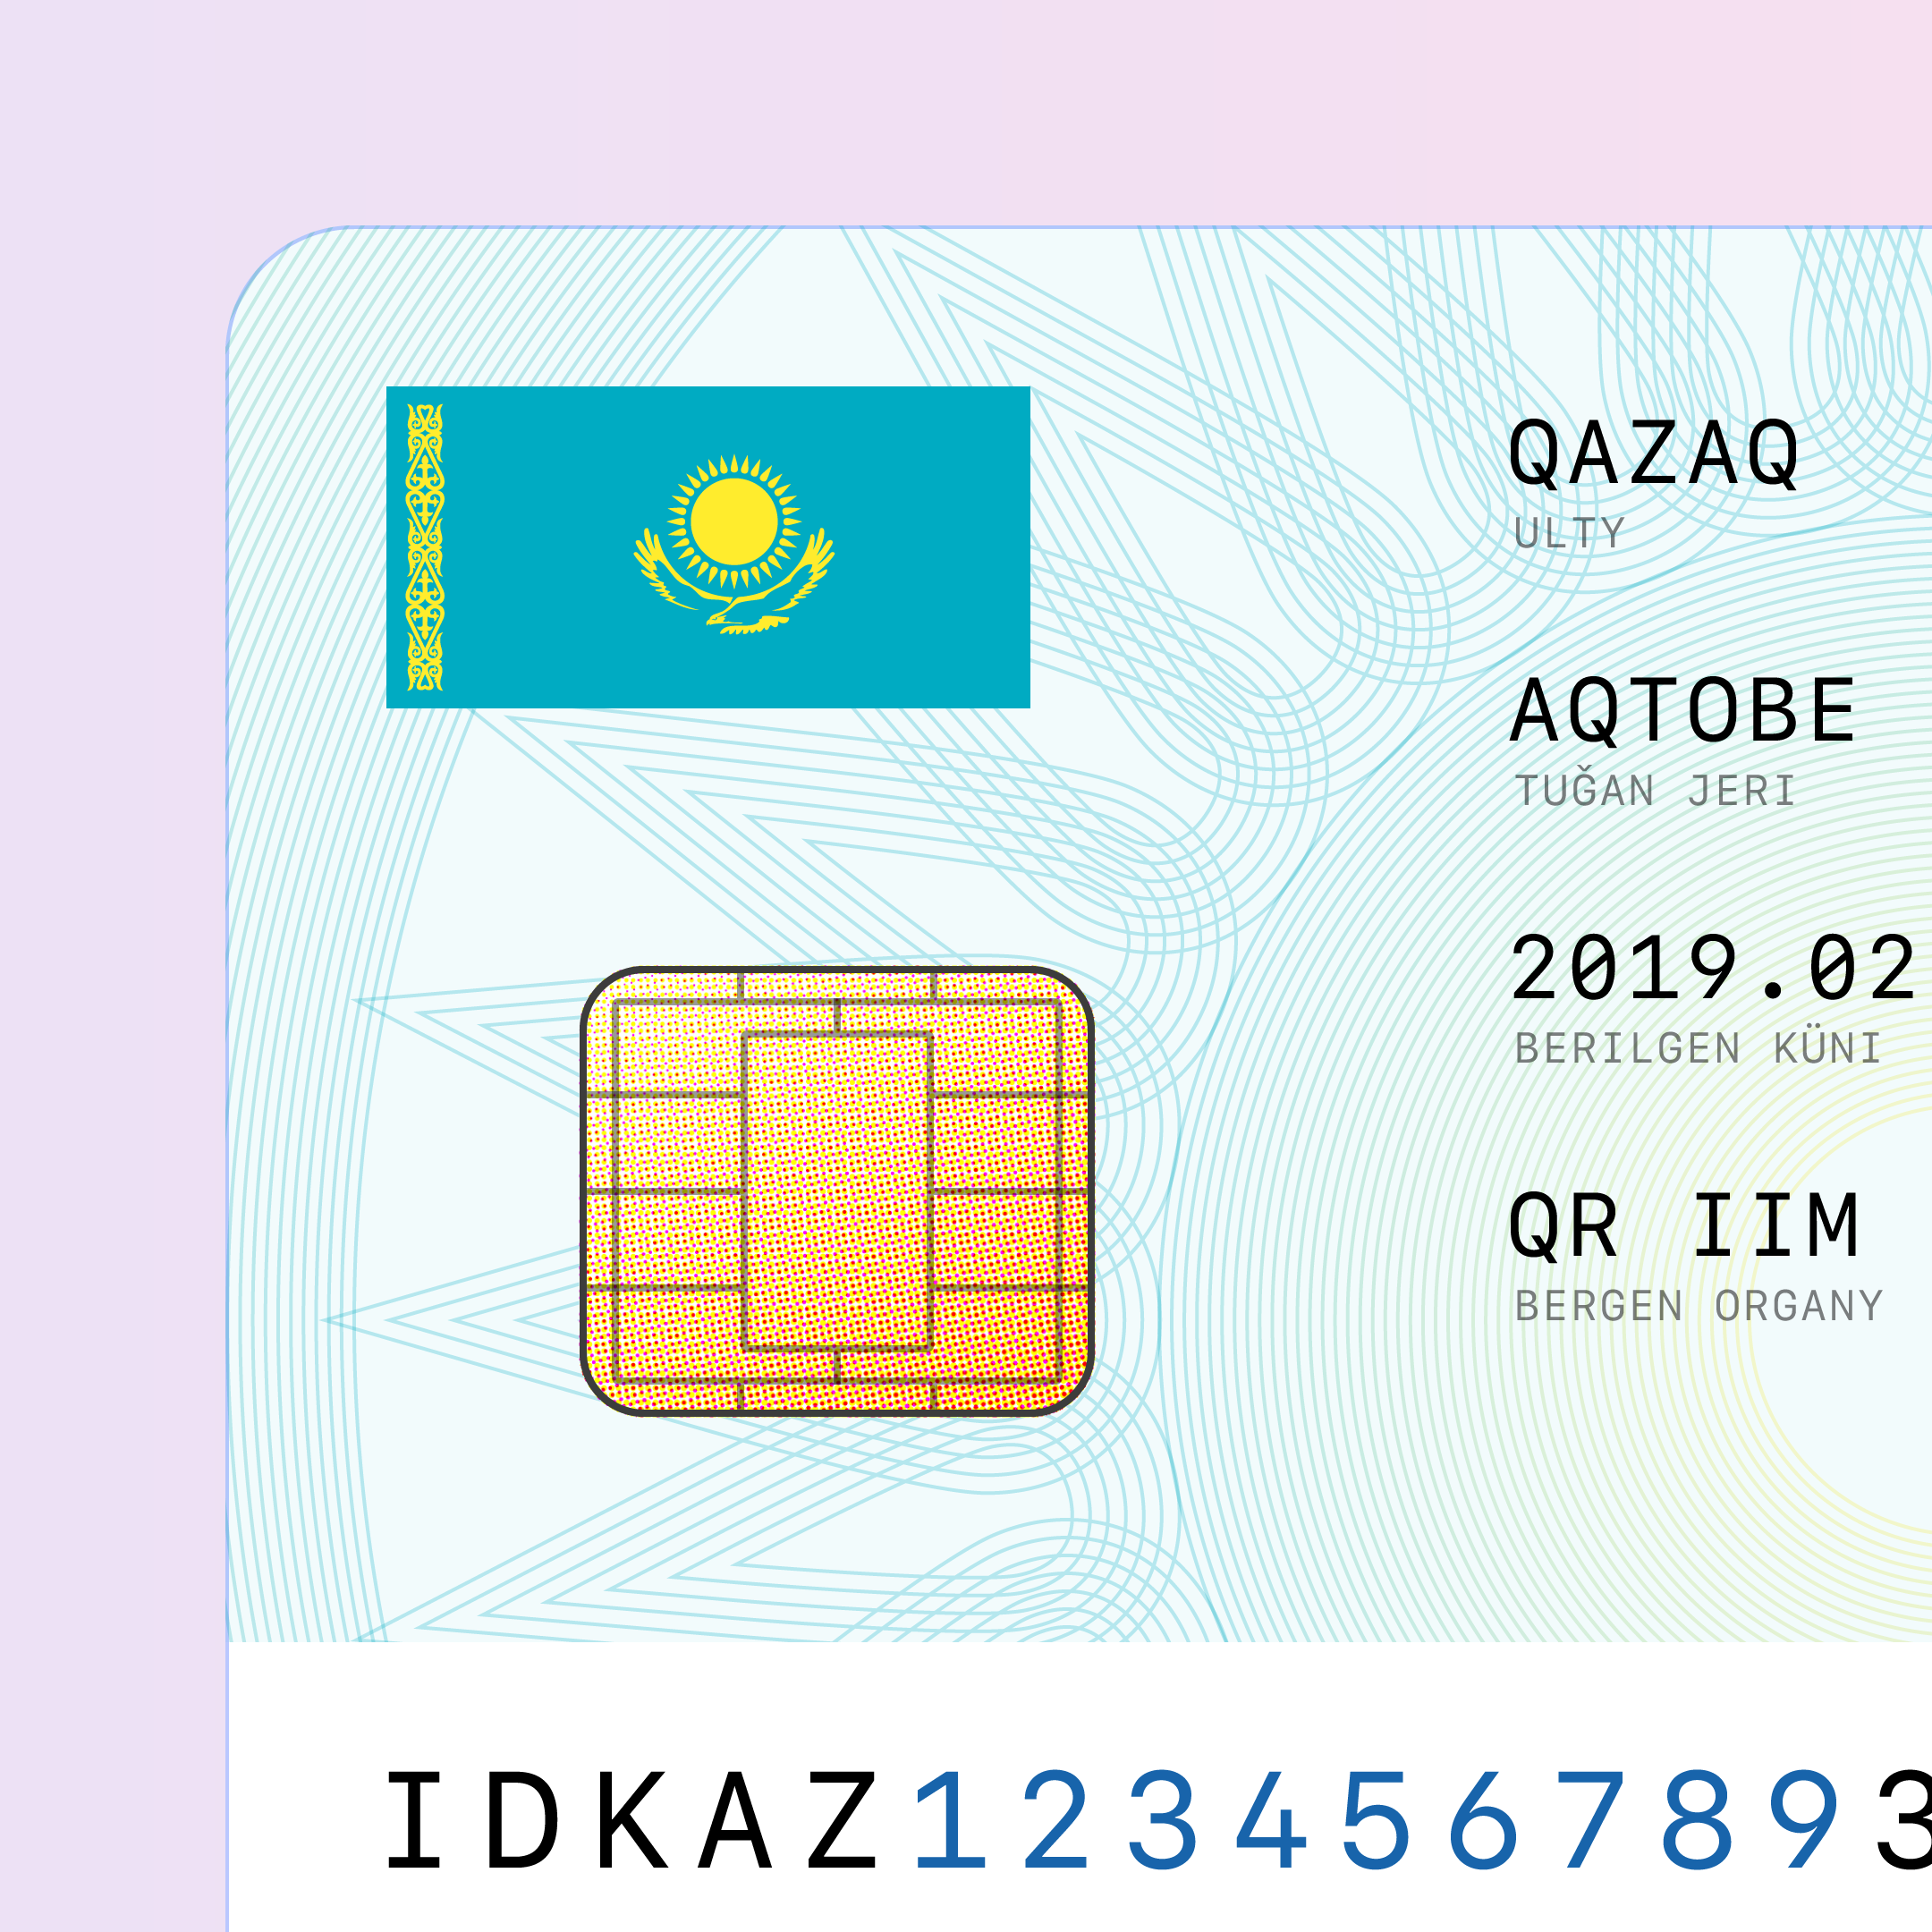 QAZAQ
ULTY
AQTOBE
TUĞAN JERI
2019.02
BERILGEN KÜNI
QR IIM
BERGEN ORGANY
IDKAZ1234567893